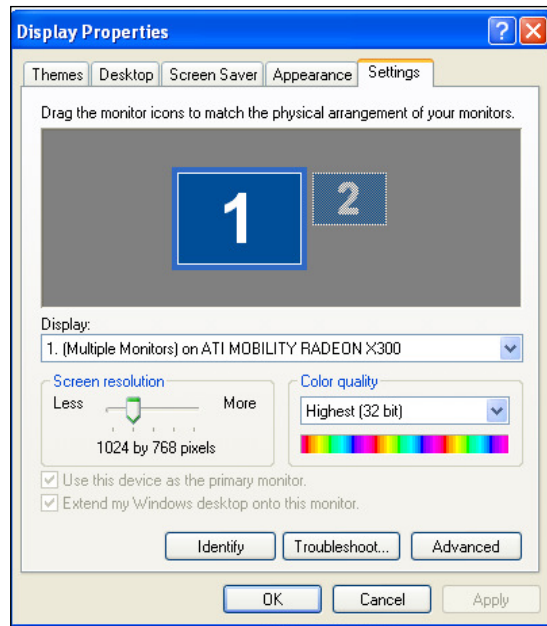 Display Properties
Themes Desktop Screen Saver Appearance Settings
Drag the monitor icons to match the physical arrangement of your monitors.
1 2
Display:
1. (Multiple Monitors) on ATI MOBILITY RADEON X300
Screen resolution Color quality
Less More Highest (32 bit)
1024 by 768 pixels
Use this device as the primary monitor.
Extend my Windows desktop onto this monitor.
Identify Troubleshoot... Advanced
OK Cancel Apply